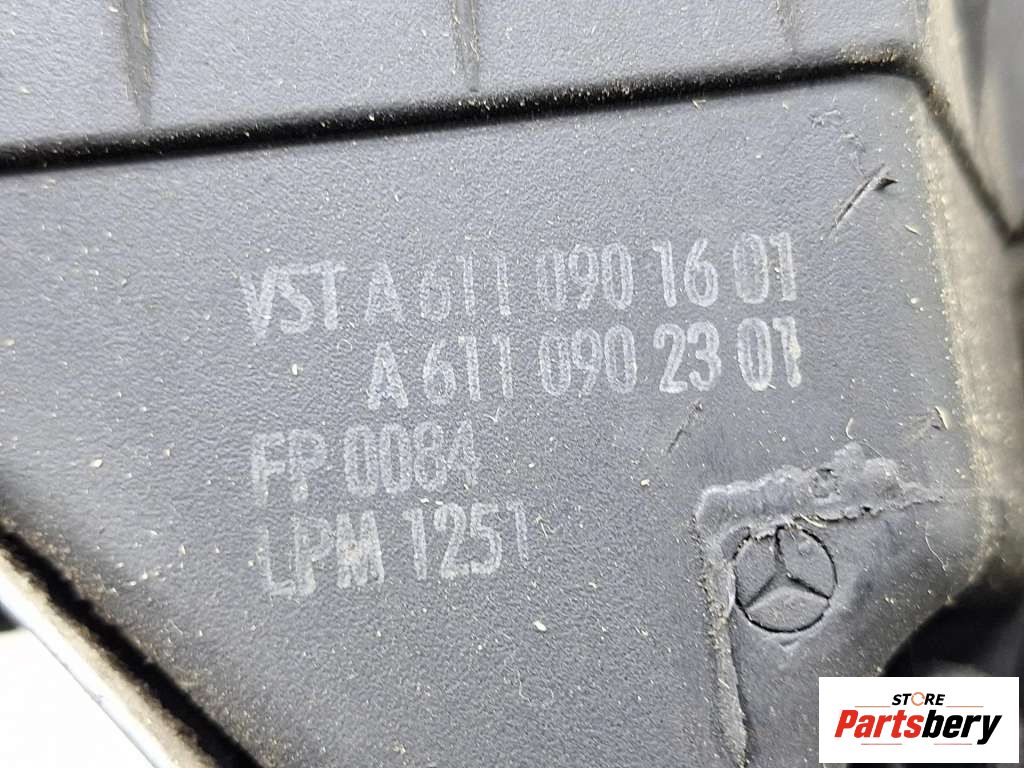 VST A 611 090 16 01
A 611 090 23 01
FP 0084
LPM 1251
STORE
Partsbery